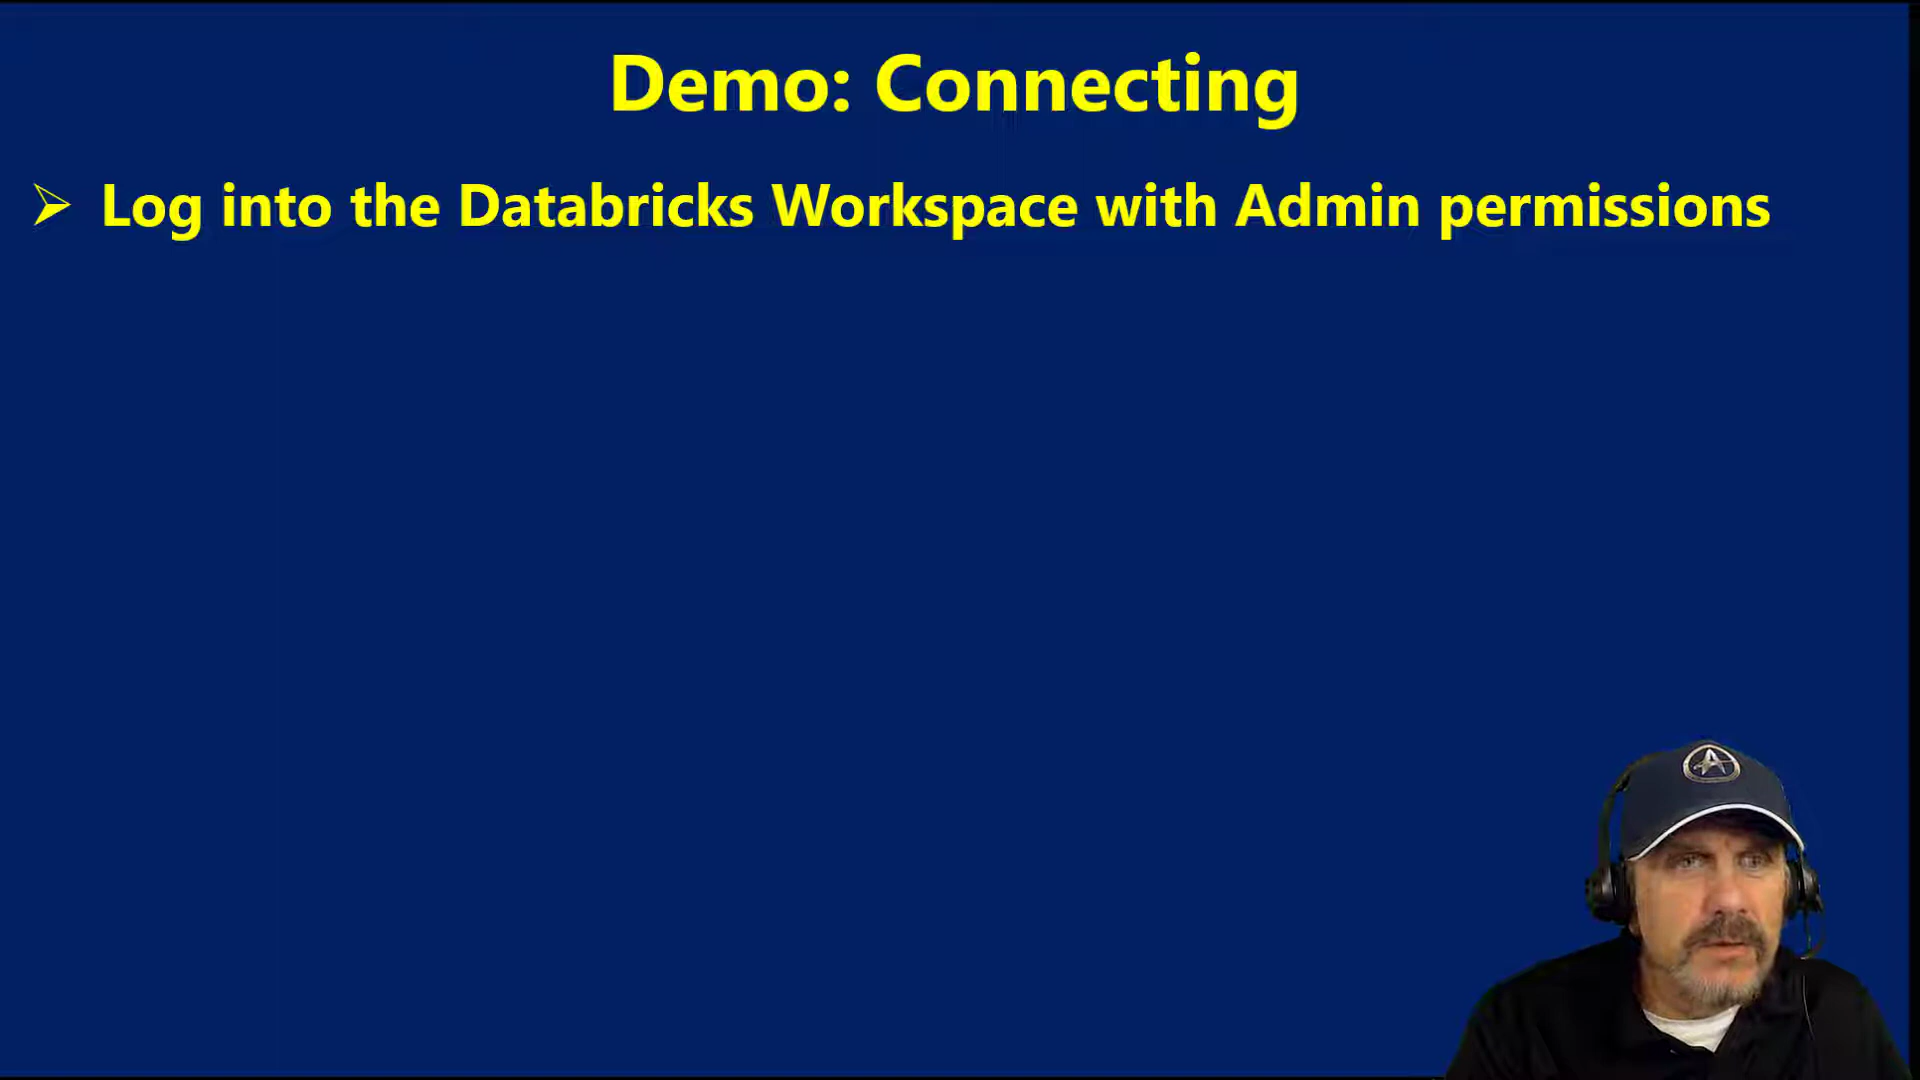 Demo: Connecting
Log into the Databricks Workspace with Admin permissions